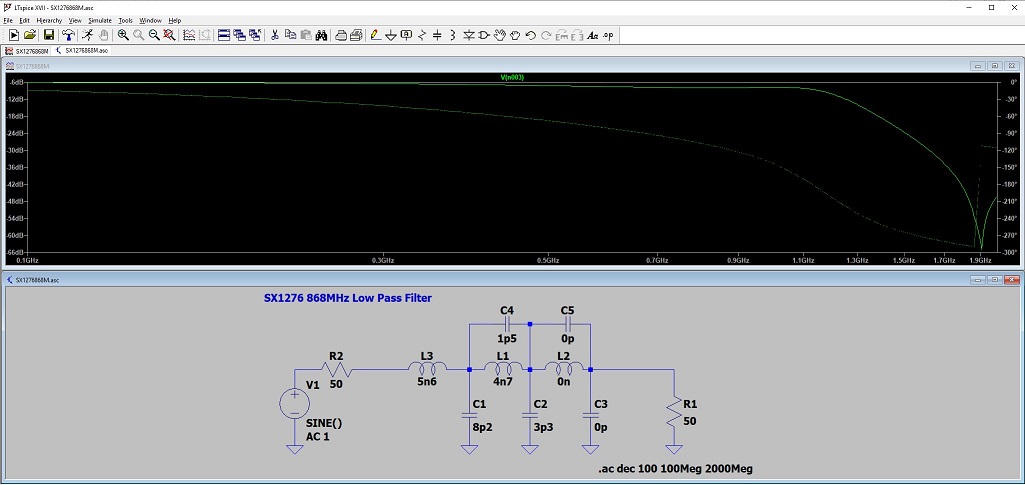 LTspice XVII - SX1276868M.asc
File Edit Hierarchy View Simulate Tools Window Help
Aa .op
SX1276868M SX1276868M.asc
SX1276868M
V(n003)
-6dB 0°
-12dB -30°
-18dB -60°
-24dB -90°
-30dB -120°
-36dB -150°
-42dB -180°
-48dB -210°
-54dB -240°
-60dB -270°
-66dB -300°
0.1GHz 0.3GHz 0.5GHz 0.7GHz 0.9GHz 1.1GHz 1.3GHz 1.5GHz 1.7GHz 1.9GHz
SX1276868M.asc
SX1276 868MHz Low Pass Filter
C4 C5
1p5 0p
R2 L3 L1 L2
50 5n6 4n7 0n
V1
C1 C2 C3 R1
8p2 3p3 0p 50
SINE()
AC 1
.ac dec 100 100Meg 2000Meg